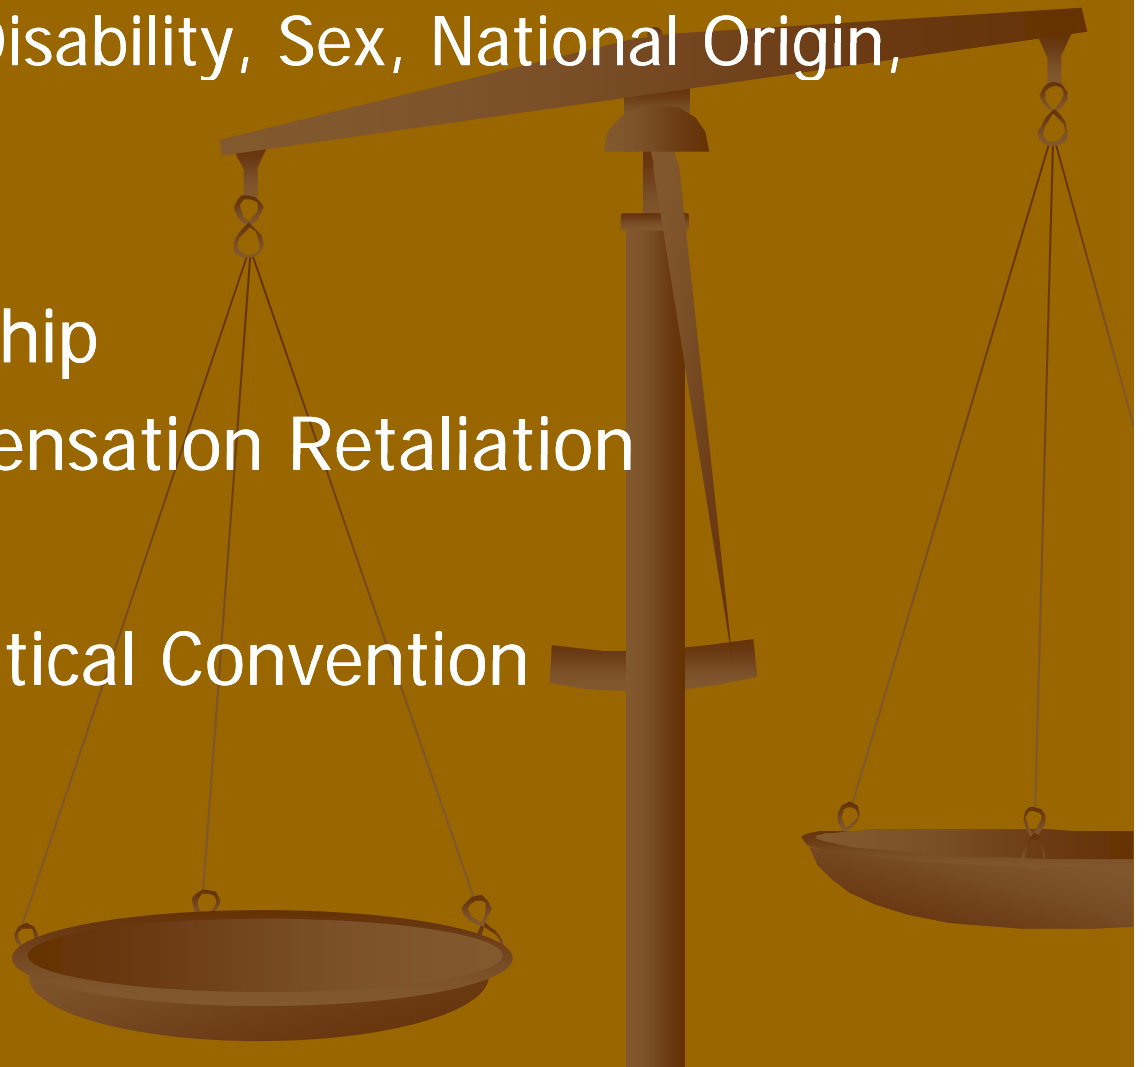 Disability, Sex, National Origin,
hip
ensation Retaliation
tical Convention